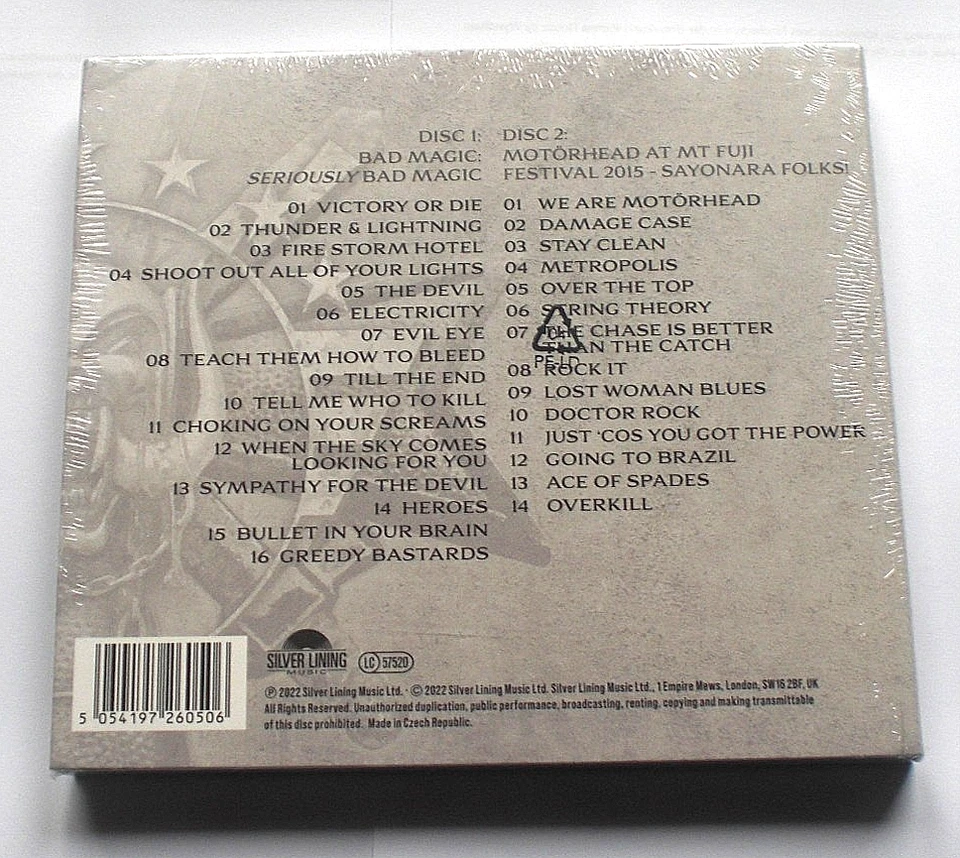 DISC 1:
BAD MAGIC:
SERIOUSLY BAD MAGIC
01 VICTORY OR DIE
02 THUNDER & LIGHTNING
03 FIRE STORM HOTEL
04 SHOOT OUT ALL OF YOUR LIGHTS
05 THE DEVIL
06 ELECTRICITY
07 EVIL EYE
08 TEACH THEM HOW TO BLEED
09 TILL THE END
10 TELL ME WHO TO KILL
11 CHOKING ON YOUR SCREAMS
12 WHEN THE SKY COMES
LOOKING FOR YOU
13 SYMPATHY FOR THE DEVIL
14 HEROES
15 BULLET IN YOUR BRAIN
16 GREEDY BASTARDS
DISC 2:
MOTÖRHEAD AT MT FUJI
FESTIVAL 2015 - SAYONARA FOLKS!
01 WE ARE MOTÖRHEAD
02 DAMAGE CASE
03 STAY CLEAN
04 METROPOLIS
05 OVER THE TOP
06 STRING THEORY
07 THE CHASE IS BETTER
THAN THE CATCH
08 ROCK IT
09 LOST WOMAN BLUES
10 DOCTOR ROCK
11 JUST ‘COS YOU GOT THE POWER
12 GOING TO BRAZIL
13 ACE OF SPADES
14 OVERKILL
04
PE-LD
5 054197 260506
SILVER LINING
MUSIC
LC 57520
℗ 2022 Silver Lining Music Ltd. · © 2022 Silver Lining Music Ltd. Silver Lining Music Ltd., 1 Empire Mews, London, SW16 2BF, UK
All Rights Reserved. Unauthorized duplication, public performance, broadcasting, renting, copying and making transmittable
of this disc prohibited. Made in Czech Republic.